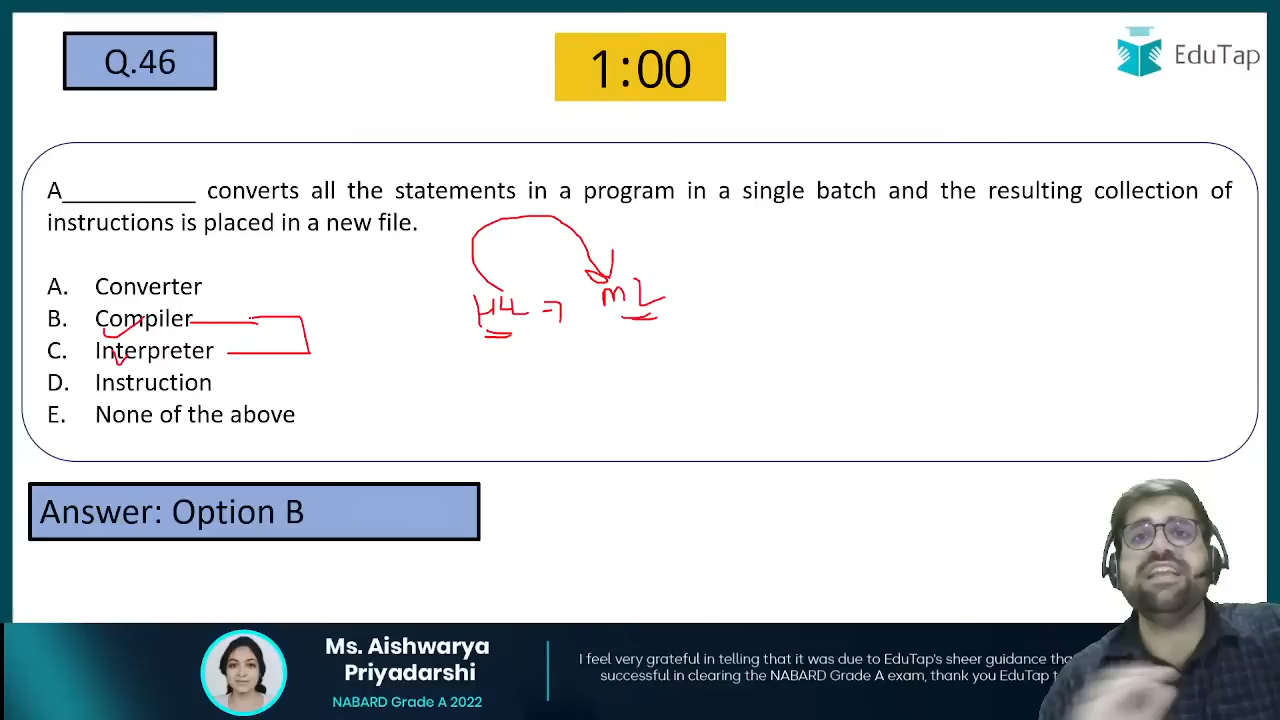 Q.46
1:00
EduTap
A__________ converts all the statements in a program in a single batch and the resulting collection of
instructions is placed in a new file.
A. Converter
B. Compiler
C. Interpreter
D. Instruction
E. None of the above
HL → mL
Answer: Option B
Ms. Aishwarya
Priyadarshi
NABARD Grade A 2022
I feel very grateful in telling that it was due to EduTap's sheer guidance
successful in clearing the NABARD Grade A exam, thank you EduTap